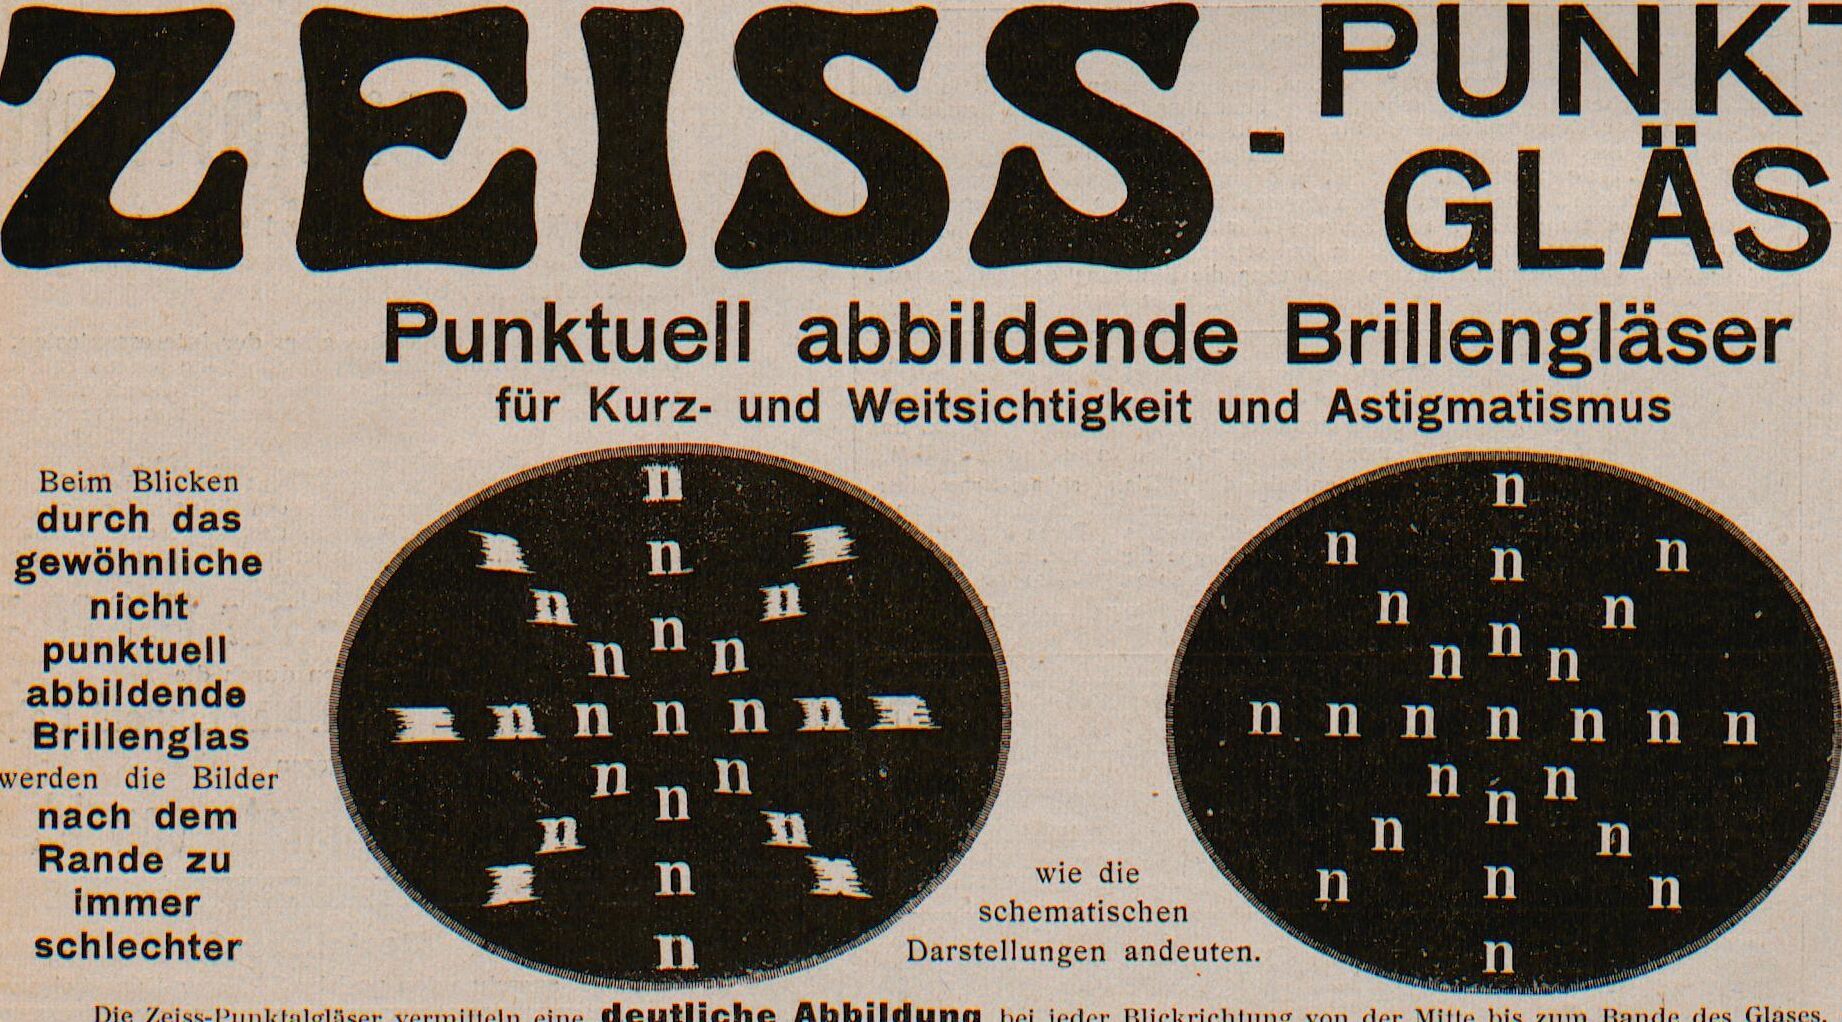 ZEISS-PUNKT
GLÄS
Punktuell abbildende Brillengläser
für Kurz- und Weitsichtigkeit und Astigmatismus
Beim Blicken
durch das
gewöhnliche
nicht
punktuell
abbildende
Brillenglas
werden die Bilder
nach dem
Rande zu
immer
schlechter
n
n n
n
n n
n
n n
n n n n n n n
n n
n
n n
n
n n
n
wie die
schematischen
Darstellungen andeuten.
n
n n
n
n n
n
n n
n n n n n n n
n n
n
n n
n
n n
n
Die Zeiss-Punktalgläser vermitteln eine deutliche Abbildung bei jeder Blickrichtung von der Mitte bis zum Rande des Glases.